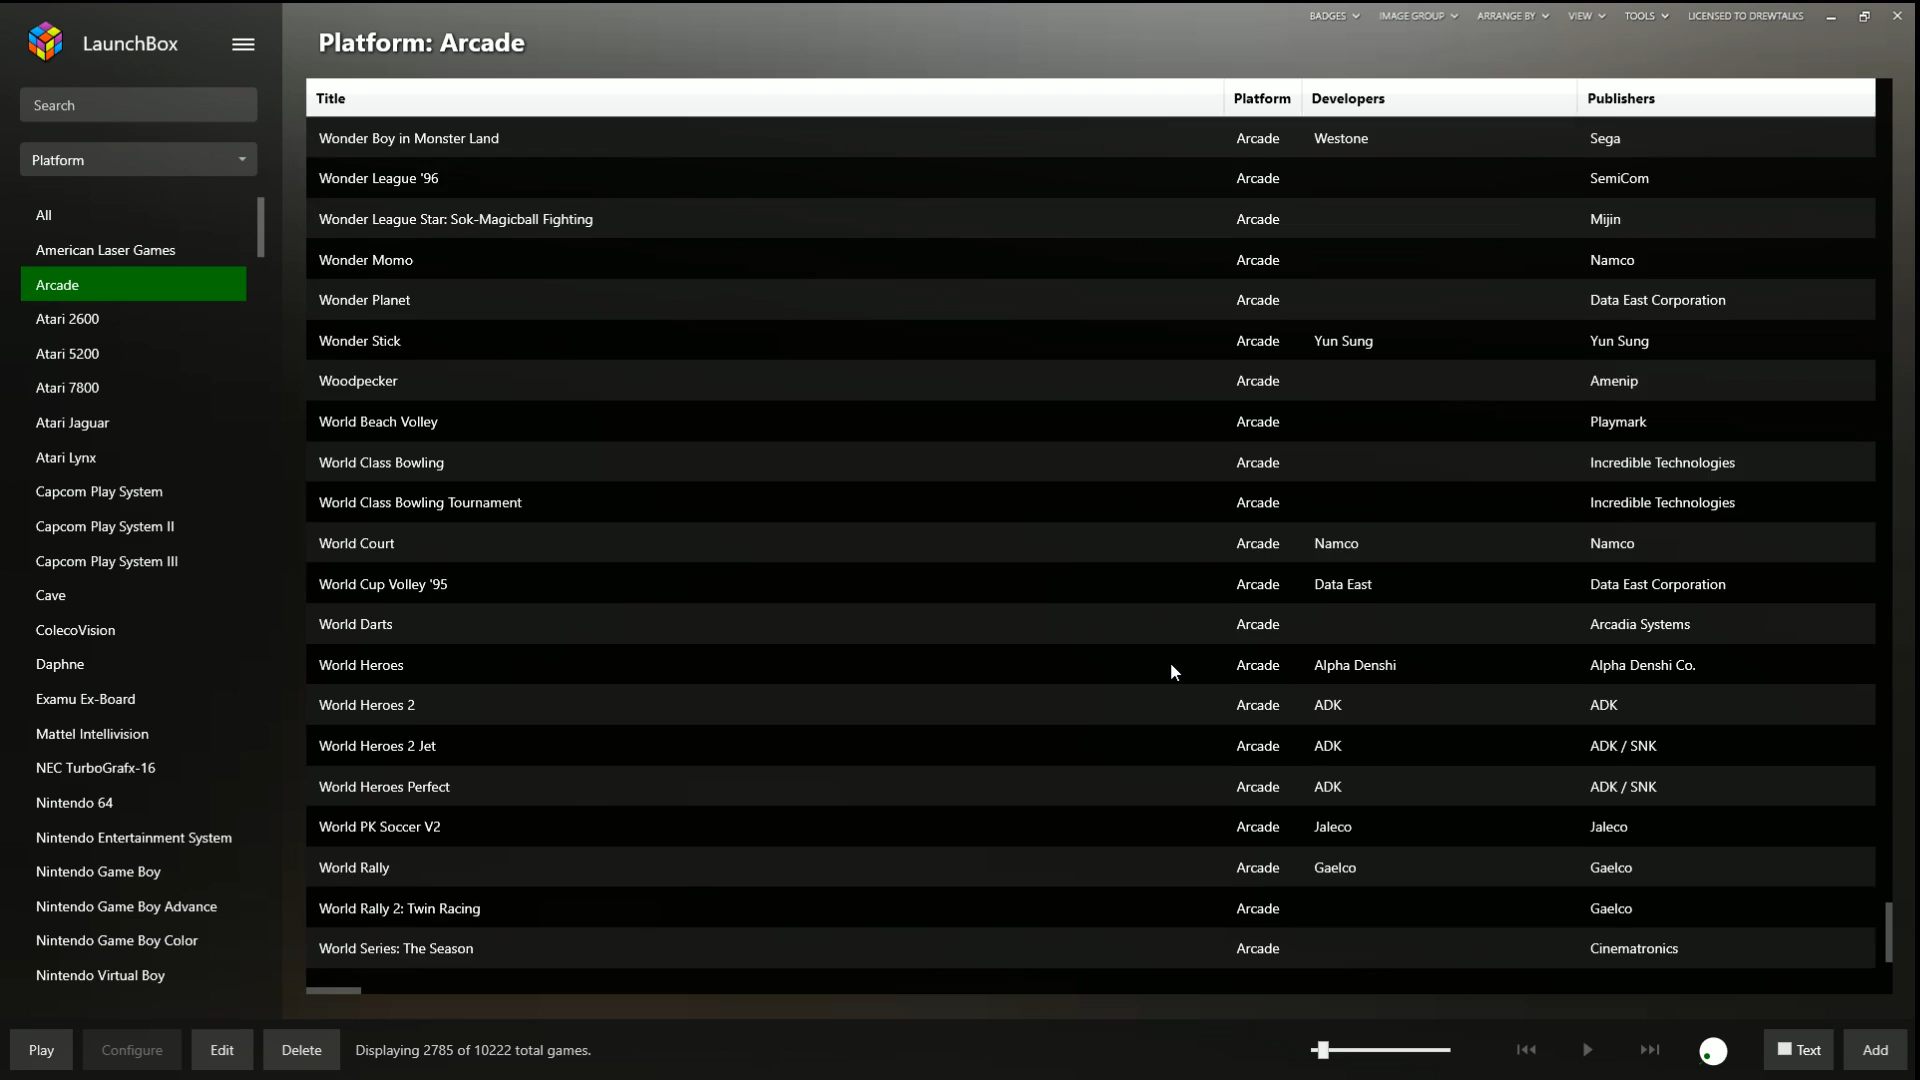 BADGES IMAGE GROUP ARRANGE BY VIEW TOOLS LICENSED TO DREWTALKS
LaunchBox
Platform: Arcade
Search
Platform
All
American Laser Games
Arcade
Atari 2600
Atari 5200
Atari 7800
Atari Jaguar
Atari Lynx
Capcom Play System
Capcom Play System II
Capcom Play System III
Cave
ColecoVision
Daphne
Examu Ex-Board
Mattel Intellivision
NEC TurboGrafx-16
Nintendo 64
Nintendo Entertainment System
Nintendo Game Boy
Nintendo Game Boy Advance
Nintendo Game Boy Color
Nintendo Virtual Boy
Title Platform Developers Publishers
Wonder Boy in Monster Land Arcade Westone Sega
Wonder League '96 Arcade SemiCom
Wonder League Star: Sok-Magicball Fighting Arcade Mijin
Wonder Momo Arcade Namco
Wonder Planet Arcade Data East Corporation
Wonder Stick Arcade Yun Sung Yun Sung
Woodpecker Arcade Amenip
World Beach Volley Arcade Playmark
World Class Bowling Arcade Incredible Technologies
World Class Bowling Tournament Arcade Incredible Technologies
World Court Arcade Namco Namco
World Cup Volley '95 Arcade Data East Data East Corporation
World Darts Arcade Arcadia Systems
World Heroes Arcade Alpha Denshi Alpha Denshi Co.
World Heroes 2 Arcade ADK ADK
World Heroes 2 Jet Arcade ADK ADK / SNK
World Heroes Perfect Arcade ADK ADK / SNK
World PK Soccer V2 Arcade Jaleco Jaleco
World Rally Arcade Gaelco Gaelco
World Rally 2: Twin Racing Arcade Gaelco
World Series: The Season Arcade Cinematronics
Play Configure Edit Delete Displaying 2785 of 10222 total games. Text Add